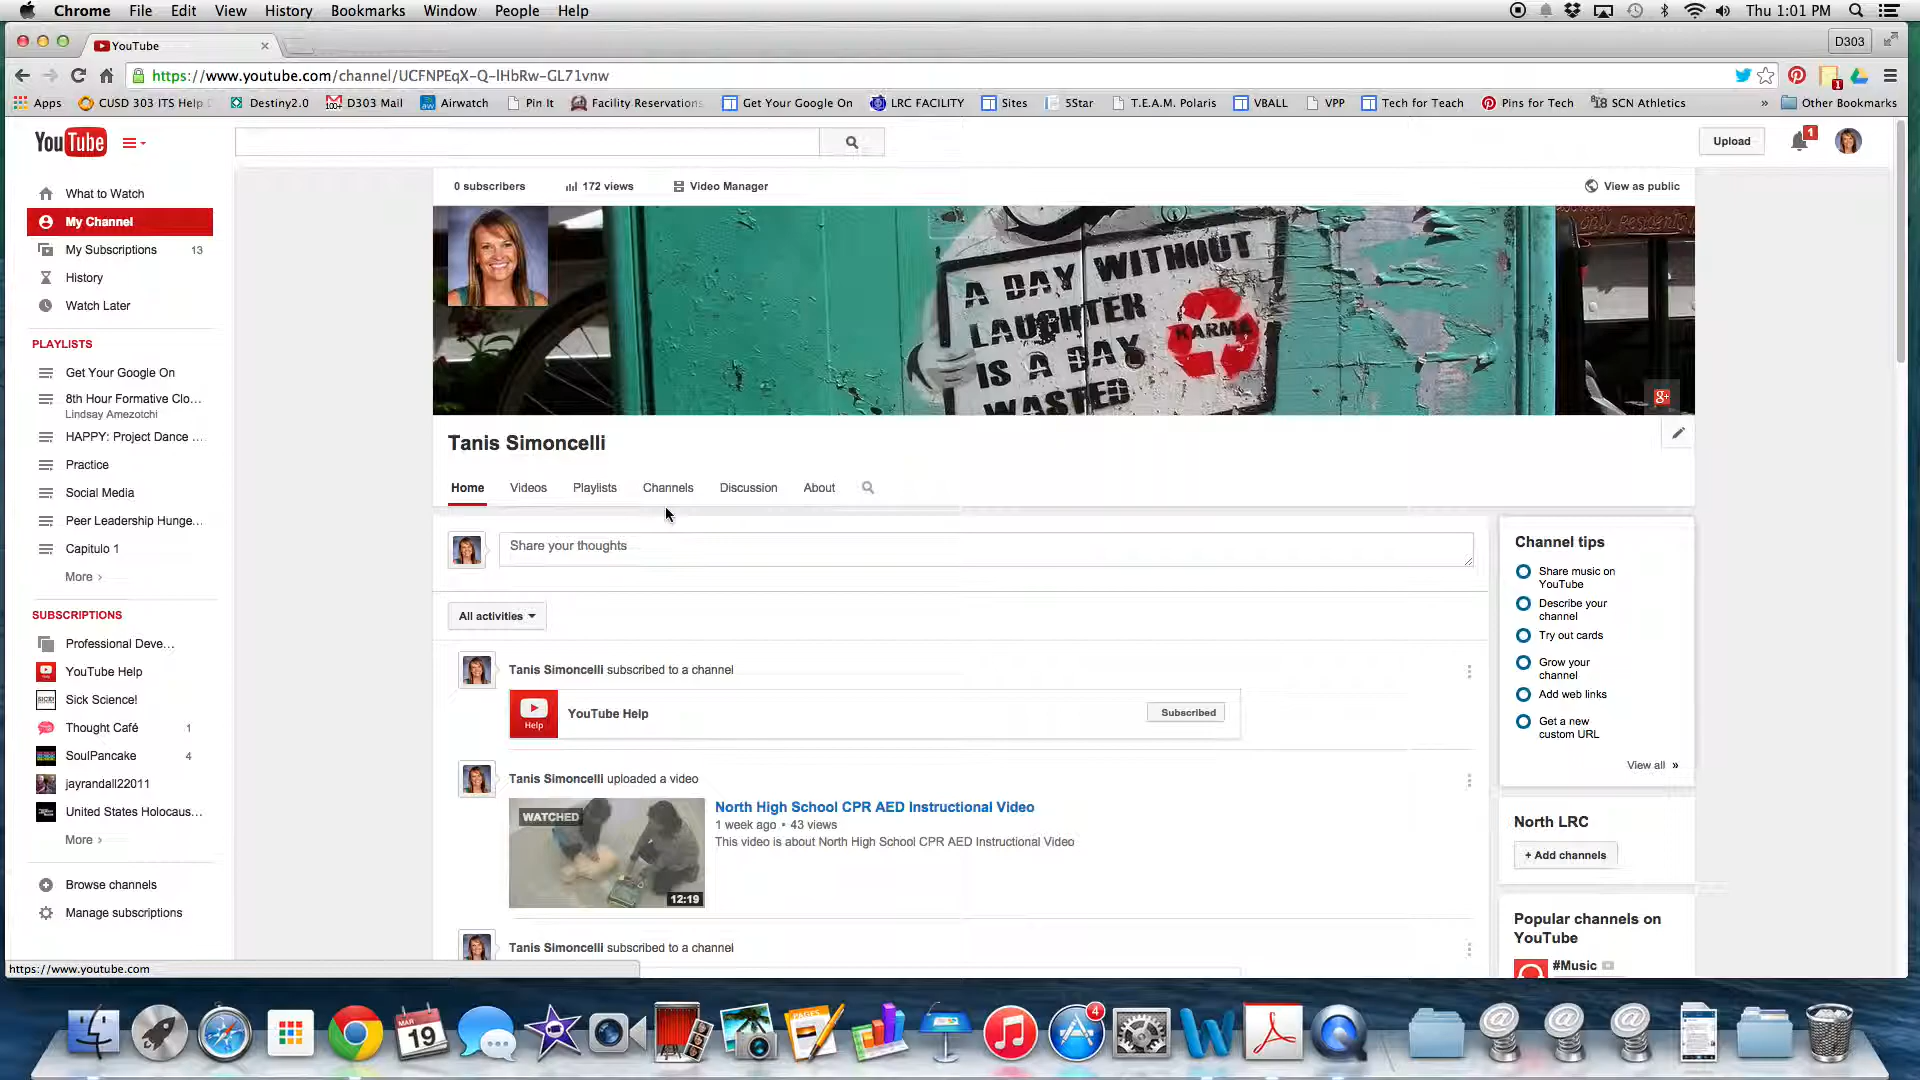 Chrome File Edit View History Bookmarks Window People Help Thu 1:01 PM
YouTube D303
https://www.youtube.com/channel/UCFNPEqX-Q-lHbRw-GL71vnw
Apps CUSD 303 ITS Help Destiny2.0 D303 Mail Airwatch Pin It Facility Reservations Get Your Google On LRC FACILITY Sites 5Star T.E.A.M. Polaris VBALL VPP Tech for Teach Pins for Tech SCN Athletics » Other Bookmarks
YouTube Upload 1
0 subscribers 172 views Video Manager View as public
What to Watch
My Channel
My Subscriptions 13
History
Watch Later
PLAYLISTS
Get Your Google On
8th Hour Formative Clo...
Lindsay Amezotchi
HAPPY: Project Dance ...
Practice
Social Media
Peer Leadership Hunge...
Capitulo 1
More ›
SUBSCRIPTIONS
Professional Deve...
YouTube Help
Sick Science!
Thought Café 1
SoulPancake 4
jayrandall22011
United States Holocaus...
More ›
Browse channels
Manage subscriptions
A DAY WITHOUT
LAUGHTER
IS A DAY
WASTED
KARMA
only Residents
g+
Tanis Simoncelli
Home Videos Playlists Channels Discussion About
Share your thoughts
All activities
Tanis Simoncelli subscribed to a channel
Help
YouTube Help Subscribed
Tanis Simoncelli uploaded a video
WATCHED
12:19
North High School CPR AED Instructional Video
1 week ago • 43 views
This video is about North High School CPR AED Instructional Video
Tanis Simoncelli subscribed to a channel
Channel tips
Share music on
YouTube
Describe your
channel
Try out cards
Grow your
channel
Add web links
Get a new
custom URL
View all »
North LRC
+ Add channels
Popular channels on
YouTube
#Music
https://www.youtube.com
MAR
19
PAGES
4